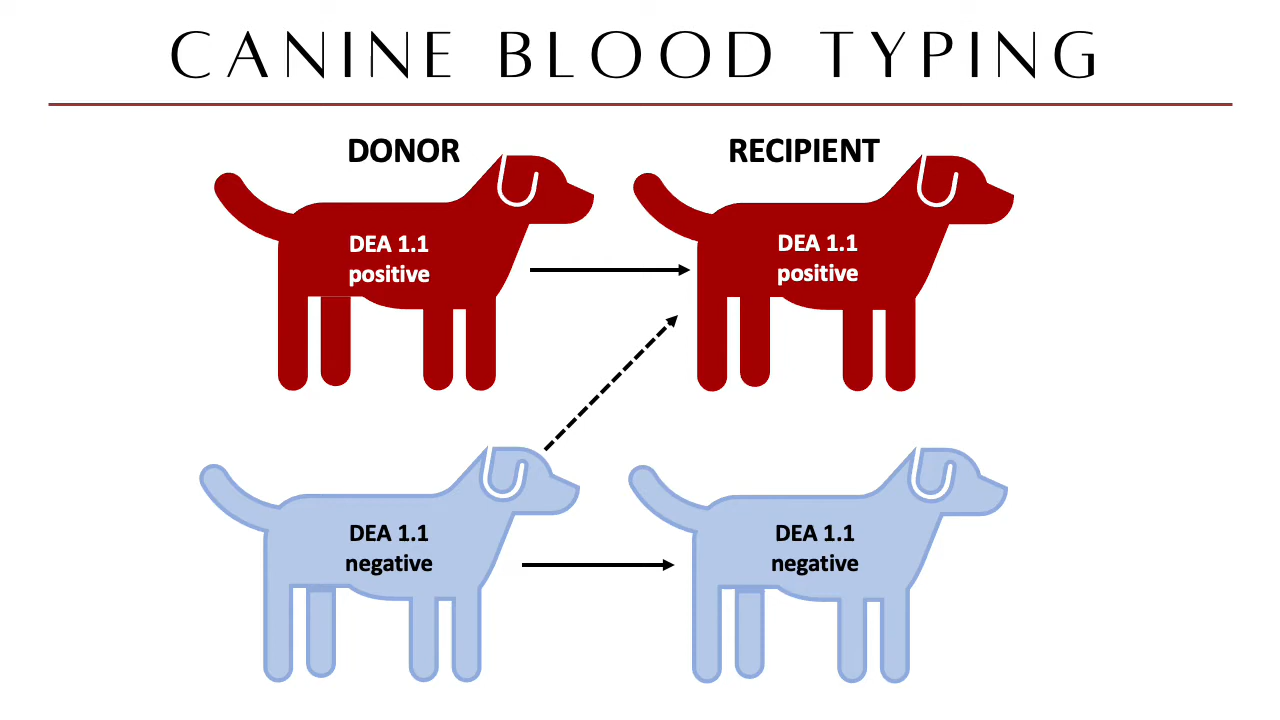 CANINE BLOOD TYPING
DONOR
RECIPIENT
DEA 1.1
positive
DEA 1.1
positive
DEA 1.1
negative
DEA 1.1
negative